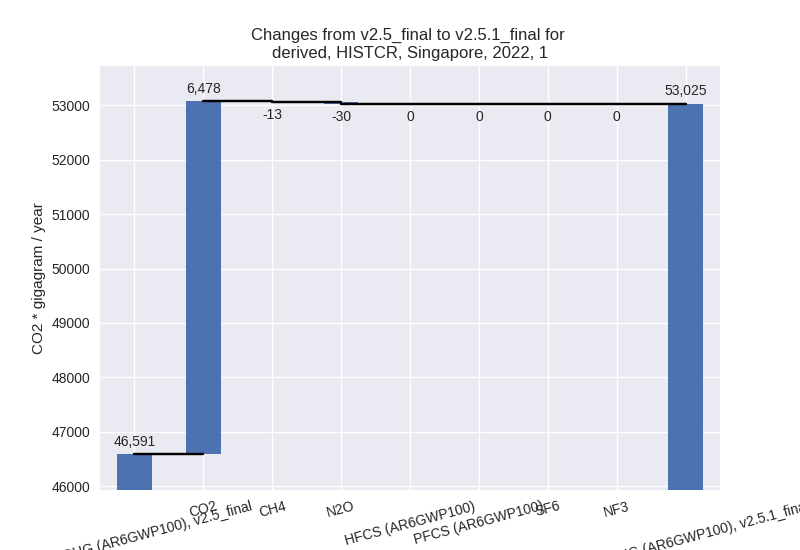 Changes from v2.5_final to v2.5.1_final for
derived, HISTCR, Singapore, 2022, 1
CO2 * gigagram / year
53000
52000
51000
50000
49000
48000
47000
46000
46,591
6,478
-13
-30
0
0
0
0
53,025
(AR6GWP100), v2.5_final
CO2
CH4
N2O
HFCS (AR6GWP100)
PFCS (AR6GWP100)
SF6
NF3
(AR6GWP100), v2.5.1_fina